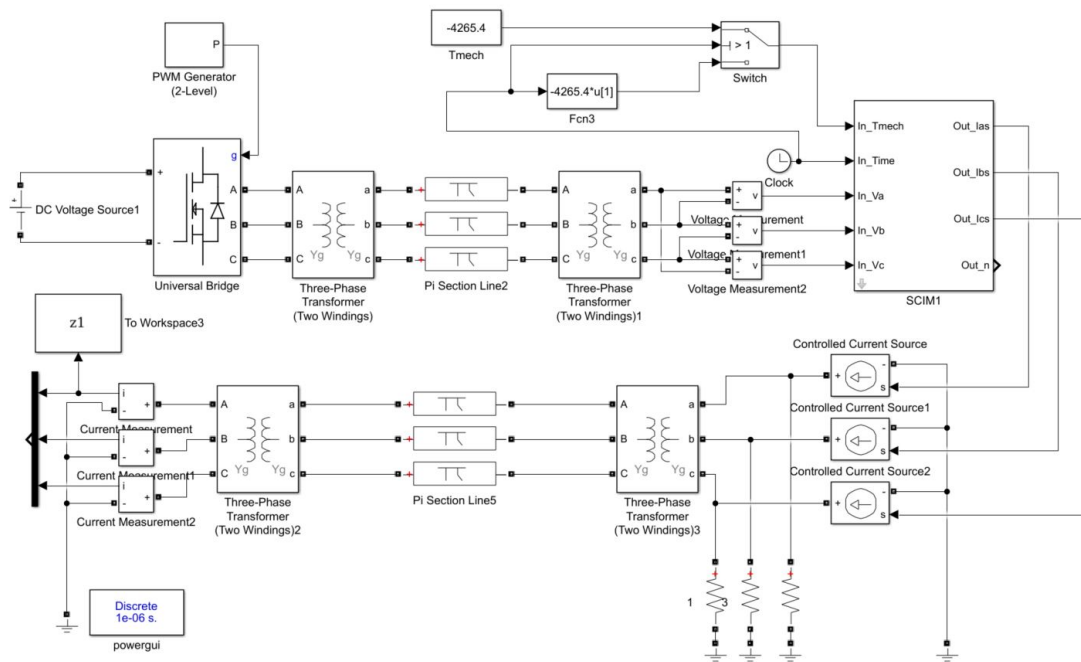 -4265.4
Tmech
> 1
Switch
P
PWM Generator
(2-Level)
-4265.4*u[1]
Fcn3
g
+
-
A
B
C
Universal Bridge
+
DC Voltage Source1
A
B
C
a
b
c
Yg
Yg
Three-Phase
Transformer
(Two Windings)
+
+
+
Pi Section Line2
A
B
C
a
b
c
Yg
Yg
Three-Phase
Transformer
(Two Windings)1
Clock
+
-
v
Voltage Measurement
+
-
v
Voltage Measurement1
+
-
v
Voltage Measurement2
In_Tmech
In_Time
In_Va
In_Vb
In_Vc
Out_Ias
Out_Ibs
Out_Ics
Out_n
SCIM1
z1
To Workspace3
i
-
+
Current Measurement
i
-
+
Current Measurement1
i
-
+
Current Measurement2
A
B
C
a
b
c
Yg
Yg
Three-Phase
Transformer
(Two Windings)2
+
+
+
Pi Section Line5
A
B
C
a
b
c
Yg
Yg
Three-Phase
Transformer
(Two Windings)3
Controlled Current Source
+
-
s
Controlled Current Source1
+
-
s
Controlled Current Source2
+
-
s
+
+
+
1
3
Discrete
1e-06 s.
powergui